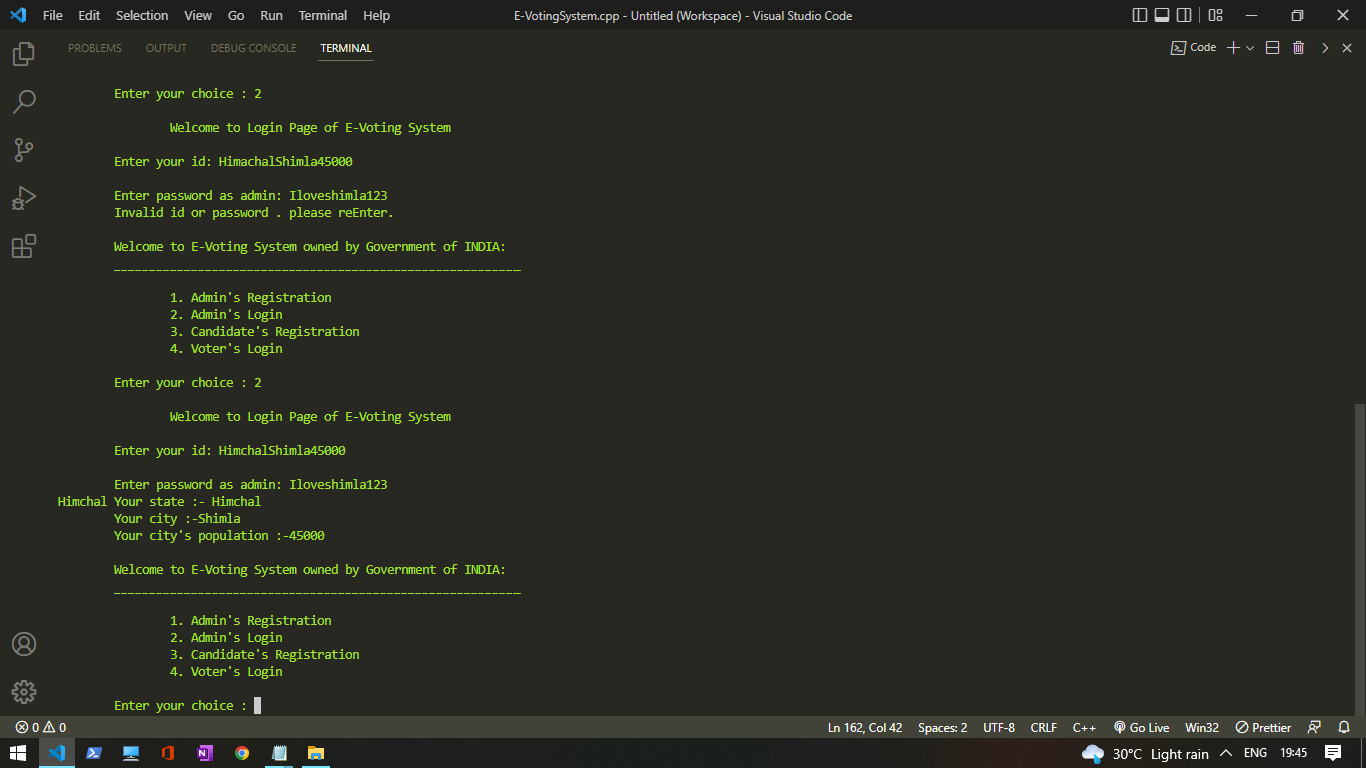 File Edit Selection View Go Run Terminal Help E-VotingSystem.cpp - Untitled (Workspace) - Visual Studio Code
PROBLEMS OUTPUT DEBUG CONSOLE TERMINAL Code
Enter your choice : 2
Welcome to Login Page of E-Voting System
Enter your id: HimachalShimla45000
Enter password as admin: Iloveshimla123
Invalid id or password . please reEnter.
Welcome to E-Voting System owned by Government of INDIA:
__________________________________________________________
1. Admin's Registration
2. Admin's Login
3. Candidate's Registration
4. Voter's Login
Enter your choice : 2
Welcome to Login Page of E-Voting System
Enter your id: HimchalShimla45000
Enter password as admin: Iloveshimla123
Himchal Your state :- Himchal
Your city :-Shimla
Your city's population :-45000
Welcome to E-Voting System owned by Government of INDIA:
__________________________________________________________
1. Admin's Registration
2. Admin's Login
3. Candidate's Registration
4. Voter's Login
Enter your choice :
0 0 Ln 162, Col 42 Spaces: 2 UTF-8 CRLF C++ Go Live Win32 Prettier
30°C Light rain ENG 19:45